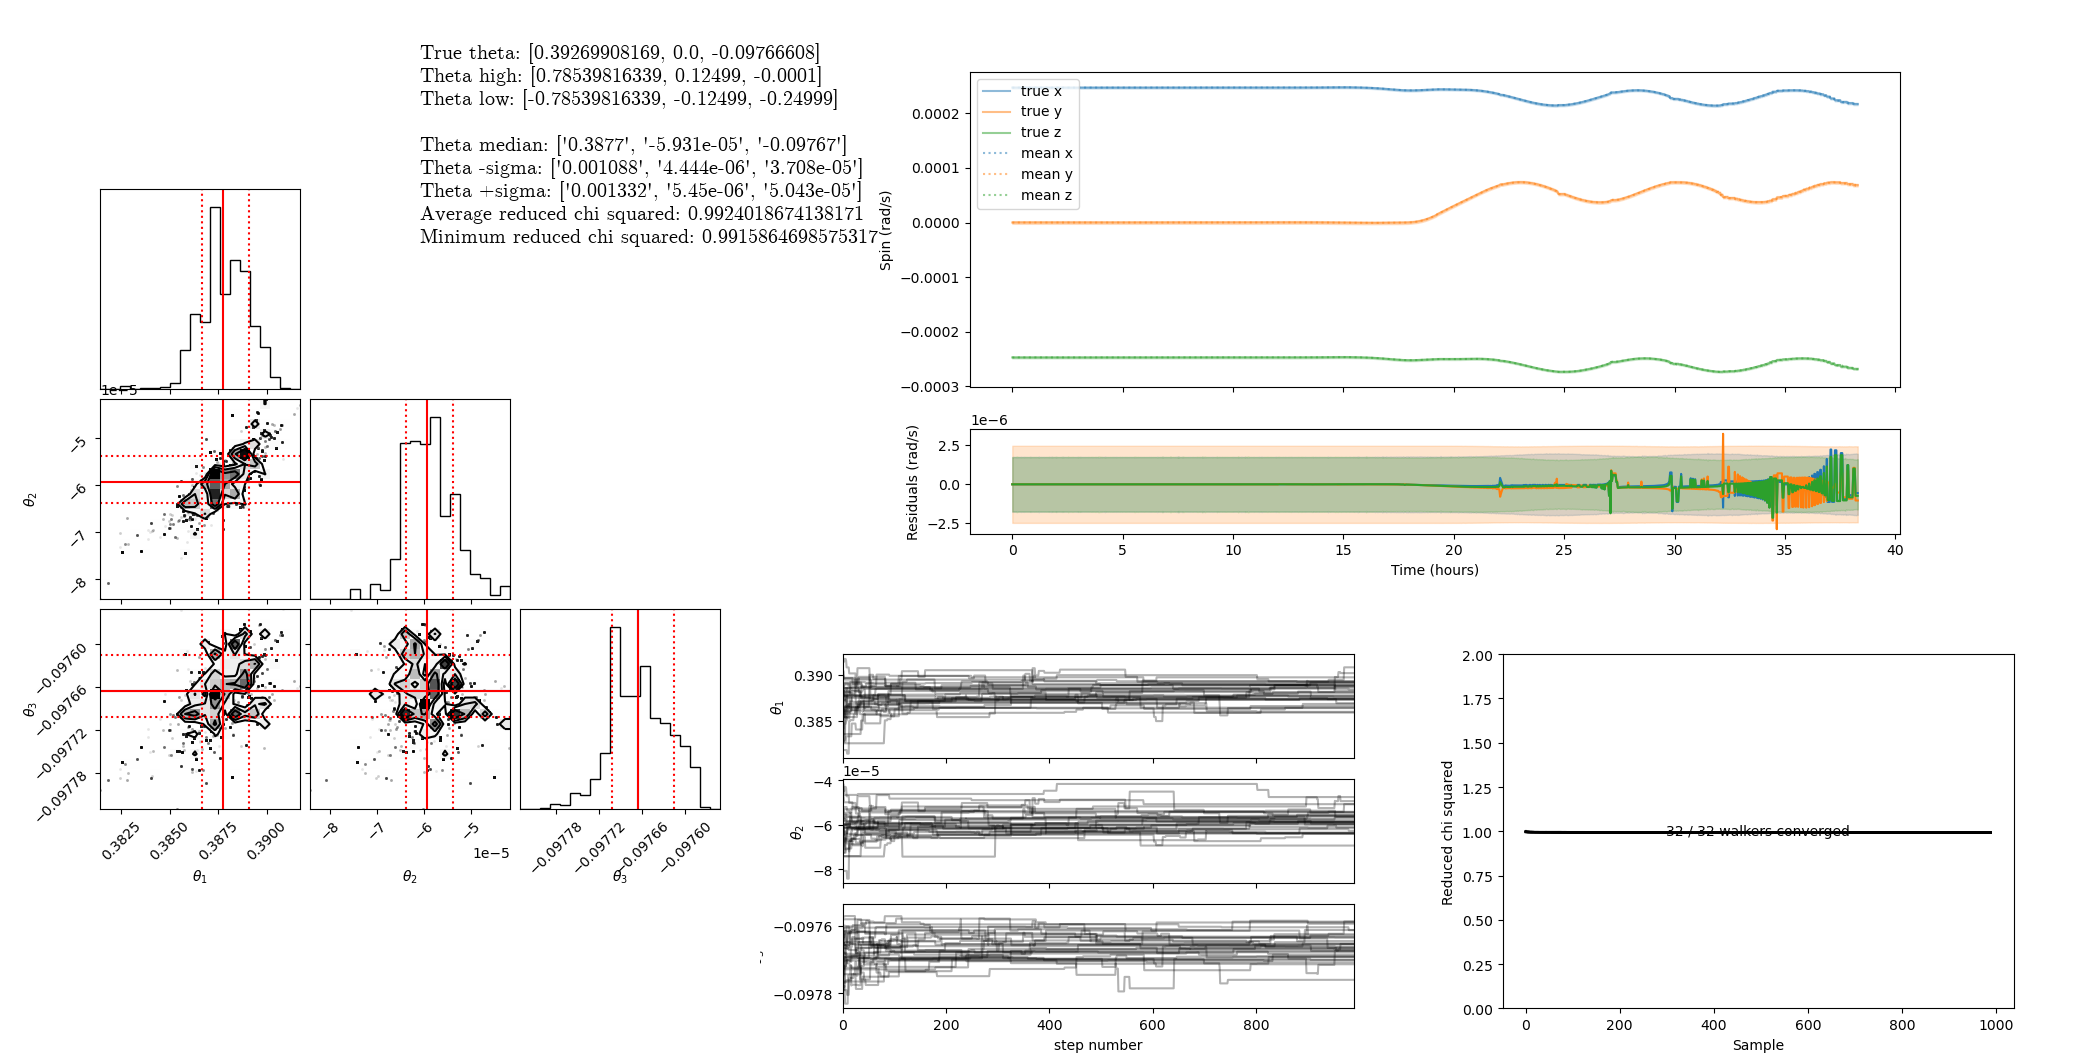 True theta: [0.39269908169, 0.0, -0.09766608]
Theta high: [0.78539816339, 0.12499, -0.0001]
Theta low: [-0.78539816339, -0.12499, -0.24999]
Theta median: ['0.3877', '-5.931e-05', '-0.09767']
Theta -sigma: ['0.001088', '4.444e-06', '3.708e-05']
Theta +sigma: ['0.001332', '5.45e-06', '5.043e-05']
Average reduced chi squared: 0.9924018674138171
Minimum reduced chi squared: 0.9915864698575317
1e−5
θ2
−5
−6
−7
−8
θ3
−0.09760
−0.09766
−0.09772
−0.09778
0.3825
0.3850
0.3875
0.3900
θ1
−8
−7
−6
−5
1e−5
θ2
−0.09778
−0.09772
−0.09766
−0.09760
θ3
true x
true y
true z
mean x
mean y
mean z
Spin (rad/s)
0.0002
0.0001
0.0000
−0.0001
−0.0002
−0.0003
1e−6
Residuals (rad/s)
2.5
0.0
−2.5
0 5 10 15 20 25 30 35 40
Time (hours)
θ1
0.390
0.385
1e−5
θ2
−4
−6
−8
−0.0976
−0.0978
0 200 400 600 800
step number
Reduced chi squared
2.00
1.75
1.50
1.25
1.00
0.75
0.50
0.25
0.00
32 / 32 walkers converged
0 200 400 600 800 1000
Sample